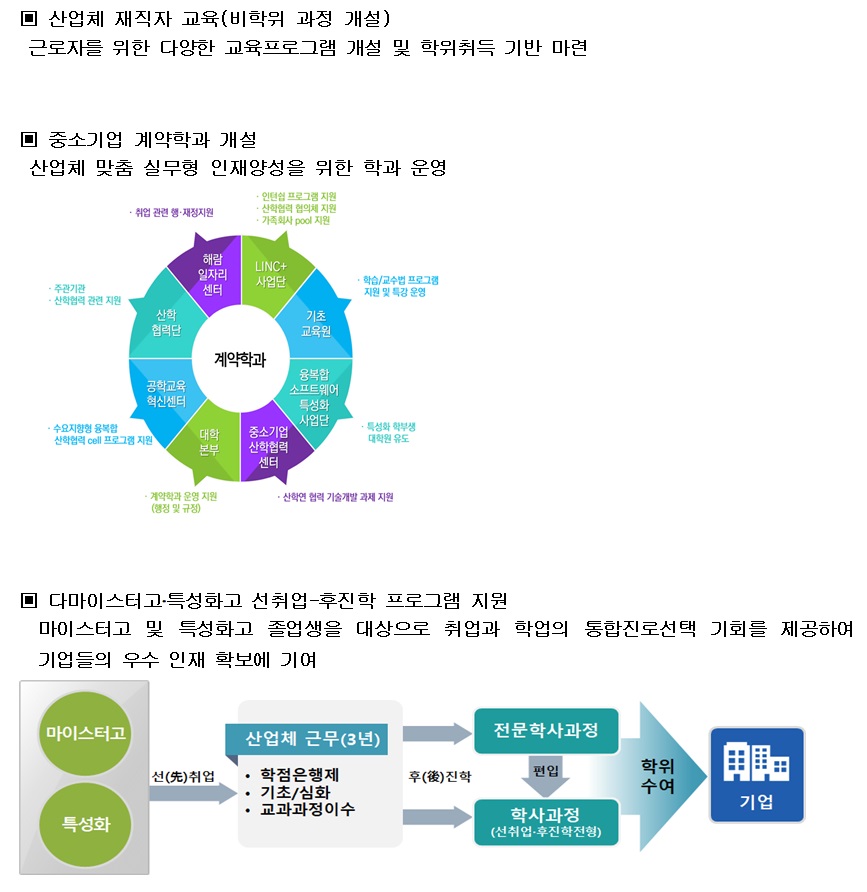 ▣ 산업체 재직자 교육(비학위 과정 개설)
근로자를 위한 다양한 교육프로그램 개설 및 학위취득 기반 마련
▣ 중소기업 계약학과 개설
산업체 맞춤 실무형 인재양성을 위한 학과 운영
· 인턴쉽 프로그램 지원
· 산학협력 협의체 지원
· 가족회사 pool 지원
· 취업 관련 행·재정지원
해람
일자리
센터
LINC+
사업단
· 학습/교수법 프로그램
지원 및 특강 운영
· 주관기관
· 산학협력 관련 지원
산학
협력단
기초
교육원
계약학과
공학교육
혁신센터
융복합
소프트웨어
특성화
사업단
· 수요지향형 융복합
산학협력 cell 프로그램 지원
대학
본부
중소기업
산학협력
센터
· 특성화 학부생
대학원 유도
· 계약학과 운영 지원
(행정 및 규정)
· 산학연 협력 기술개발 과제 지원
▣ 다마이스터고·특성화고 선취업-후진학 프로그램 지원
마이스터고 및 특성화고 졸업생을 대상으로 취업과 학업의 통합진로선택 기회를 제공하여
기업들의 우수 인재 확보에 기여
마이스터고
특성화
선(先)취업
산업체 근무(3년)
• 학점은행제
• 기초/심화
• 교과과정이수
후(後)진학
전문학사과정
편입
학사과정
(선취업·후진학전형)
학위
수여
기업